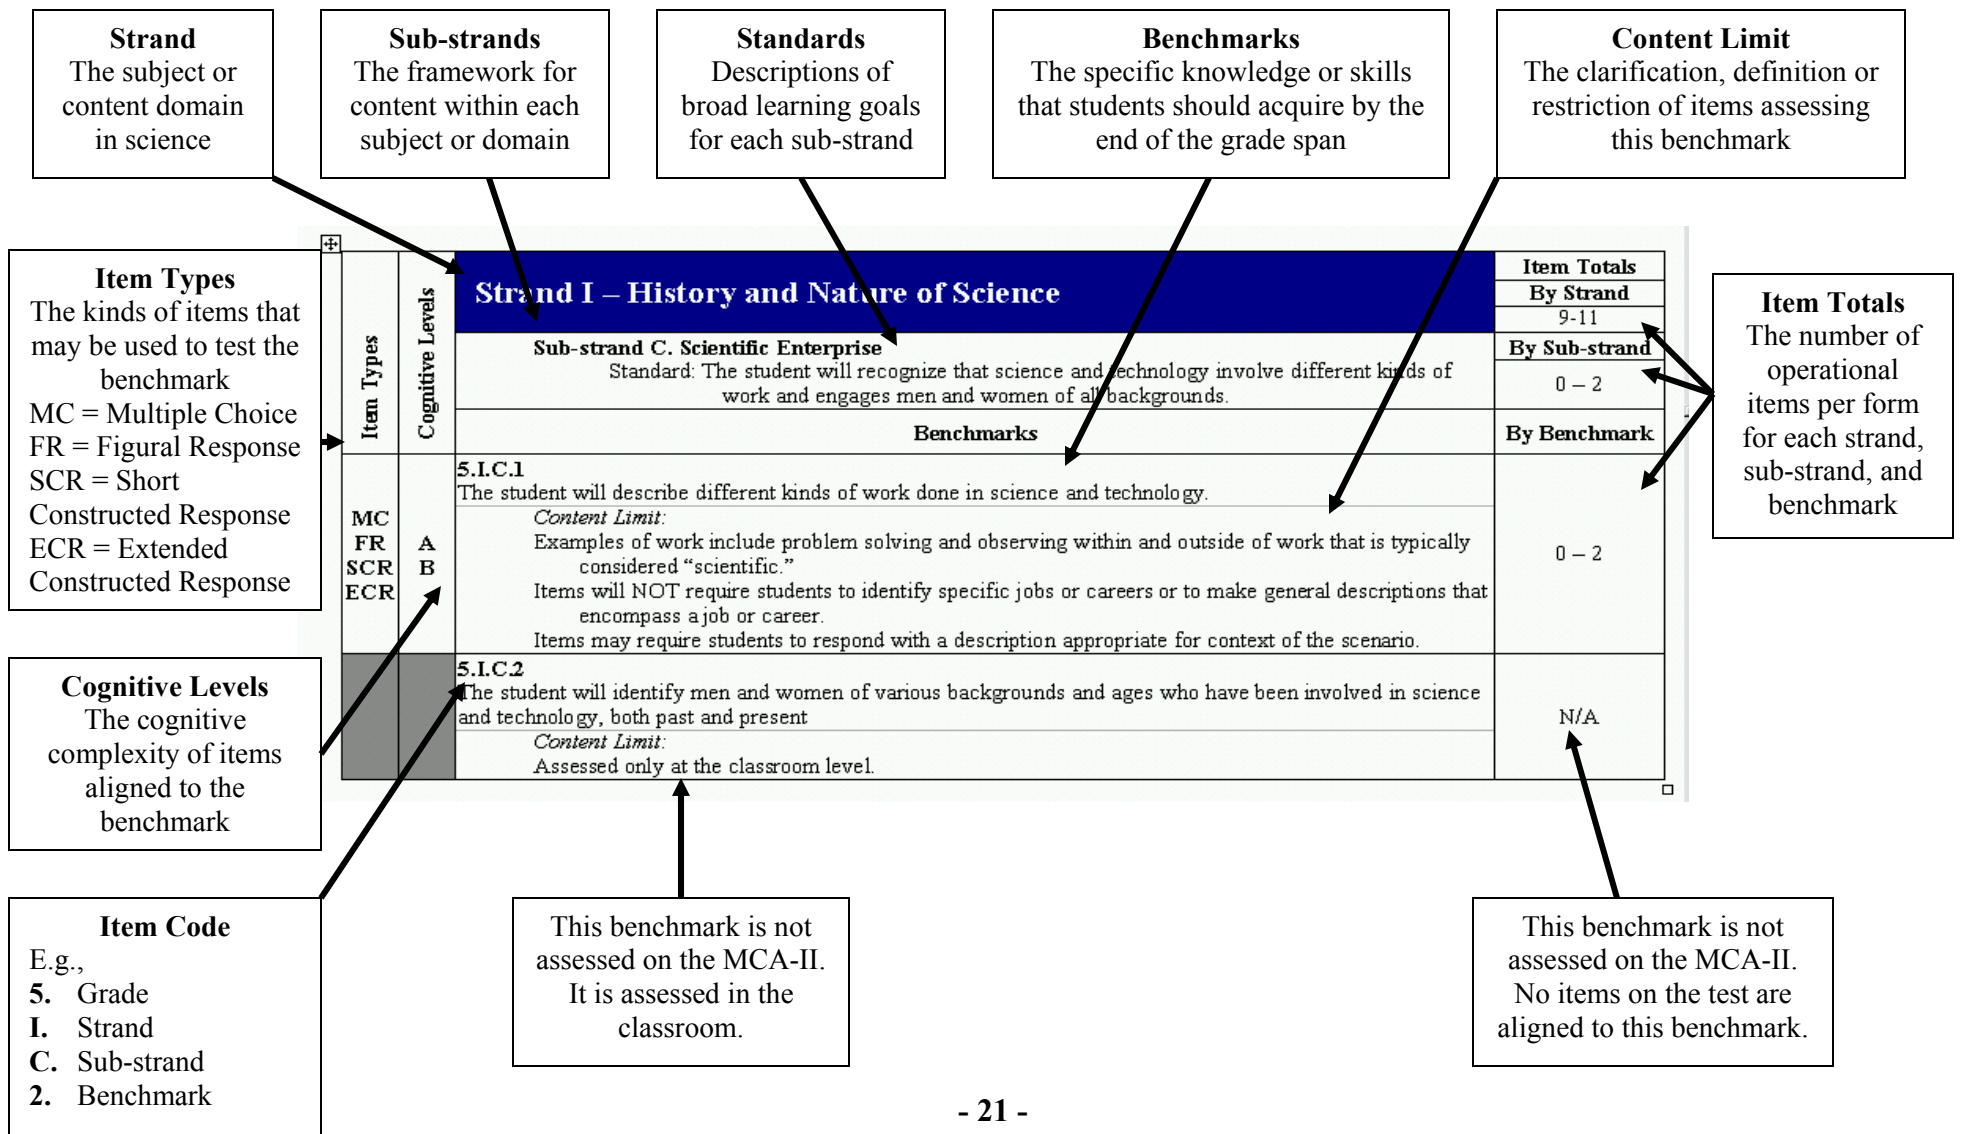 Strand
The subject or
content domain
in science
Sub-strands
The framework for
content within each
subject or domain
Standards
Descriptions of
broad learning goals
for each sub-strand
Benchmarks
The specific knowledge or skills
that students should acquire by the
end of the grade span
Content Limit
The clarification, definition or
restriction of items assessing
this benchmark
Item Types
The kinds of items that
may be used to test the
benchmark
MC = Multiple Choice
FR = Figural Response
SCR = Short
Constructed Response
ECR = Extended
Constructed Response
Cognitive Levels
The cognitive
complexity of items
aligned to the
benchmark
Item Code
E.g.,
5. Grade
I. Strand
C. Sub-strand
2. Benchmark
Item Types
Cognitive Levels
Strand I – History and Nature of Science
Item Totals
By Strand
9-11
Sub-strand C. Scientific Enterprise
Standard: The student will recognize that science and technology involve different kinds of
work and engages men and women of all backgrounds.
By Sub-strand
0 – 2
Benchmarks
By Benchmark
MC
FR
SCR
ECR
A
B
5.I.C.1
The student will describe different kinds of work done in science and technology.
Content Limit:
Examples of work include problem solving and observing within and outside of work that is typically
considered “scientific.”
Items will NOT require students to identify specific jobs or careers or to make general descriptions that
encompass a job or career.
Items may require students to respond with a description appropriate for context of the scenario.
0 – 2
5.I.C.2
The student will identify men and women of various backgrounds and ages who have been involved in science
and technology, both past and present
Content Limit:
Assessed only at the classroom level.
N/A
Item Totals
The number of
operational
items per form
for each strand,
sub-strand, and
benchmark
This benchmark is not
assessed on the MCA-II.
It is assessed in the
classroom.
This benchmark is not
assessed on the MCA-II.
No items on the test are
aligned to this benchmark.
- 21 -